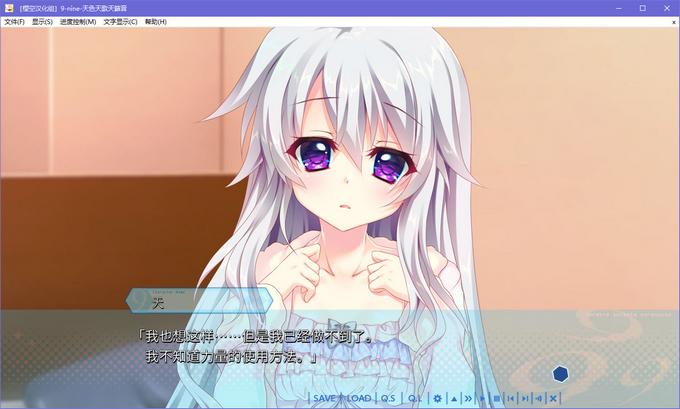 [樱空汉化组] 9-nine-天色天歌天籁音
文件(F) 显示(S) 进度控制(M) 文字显示(C) 帮助(H)
Character Name
天
「我也想这样……但是我已经做不到了。
我不知道力量的使用方法。」
SAVE LOAD Q.S Q.L